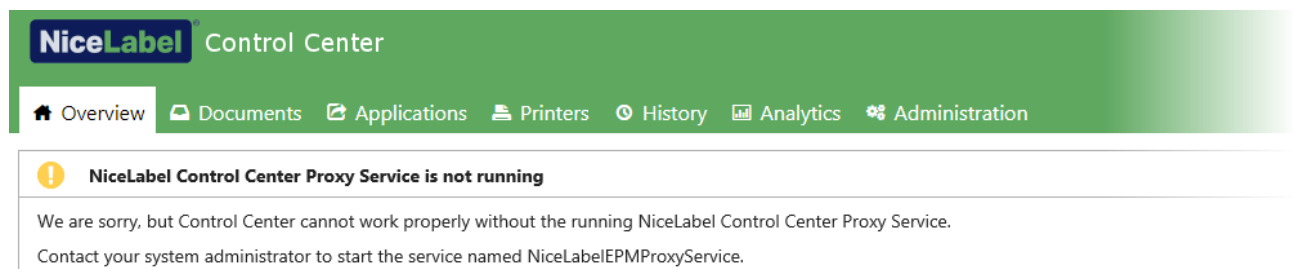 NiceLabel® Control Center
Overview Documents Applications Printers History Analytics Administration
NiceLabel Control Center Proxy Service is not running
We are sorry, but Control Center cannot work properly without the running NiceLabel Control Center Proxy Service.
Contact your system administrator to start the service named NiceLabelEPMProxyService.